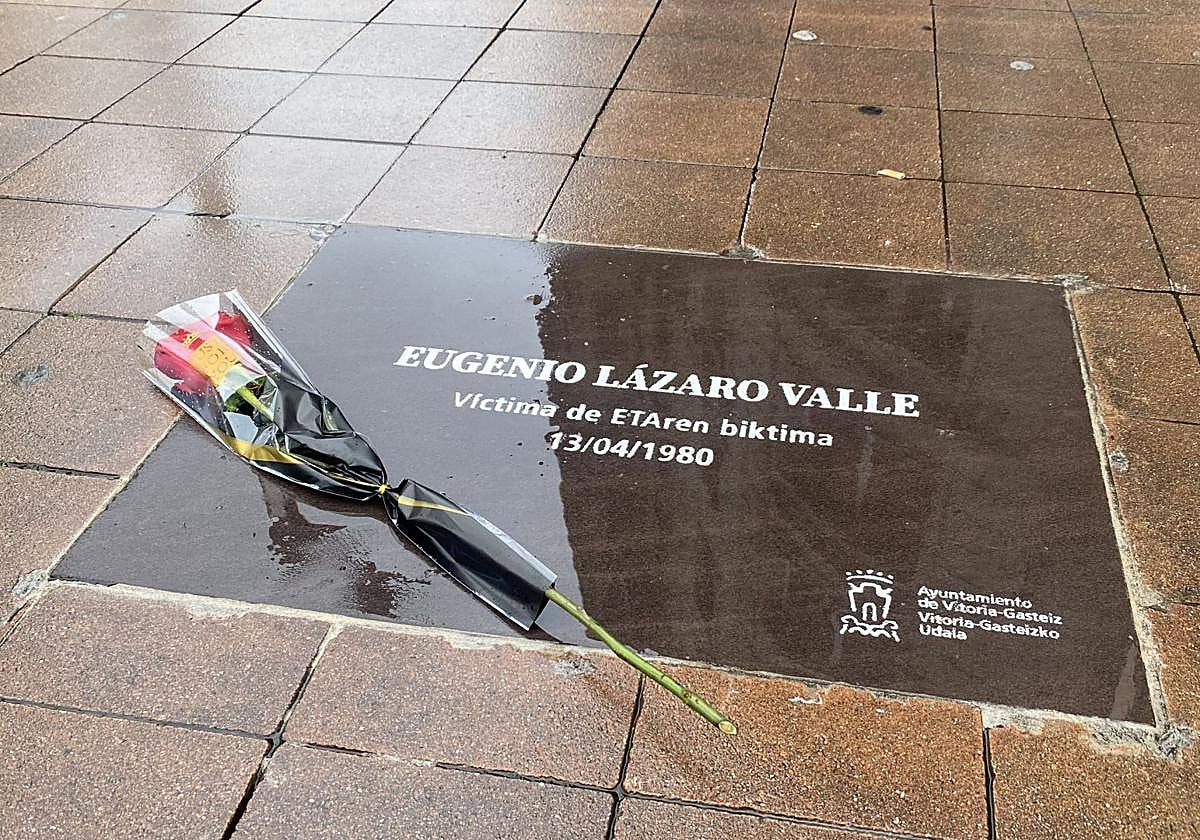 EUGENIO LÁZARO VALLE
Víctima de ETAren biktima
13/04/1980
Ayuntamiento
de Vitoria-Gasteiz
Vitoria-Gasteizko
Udala